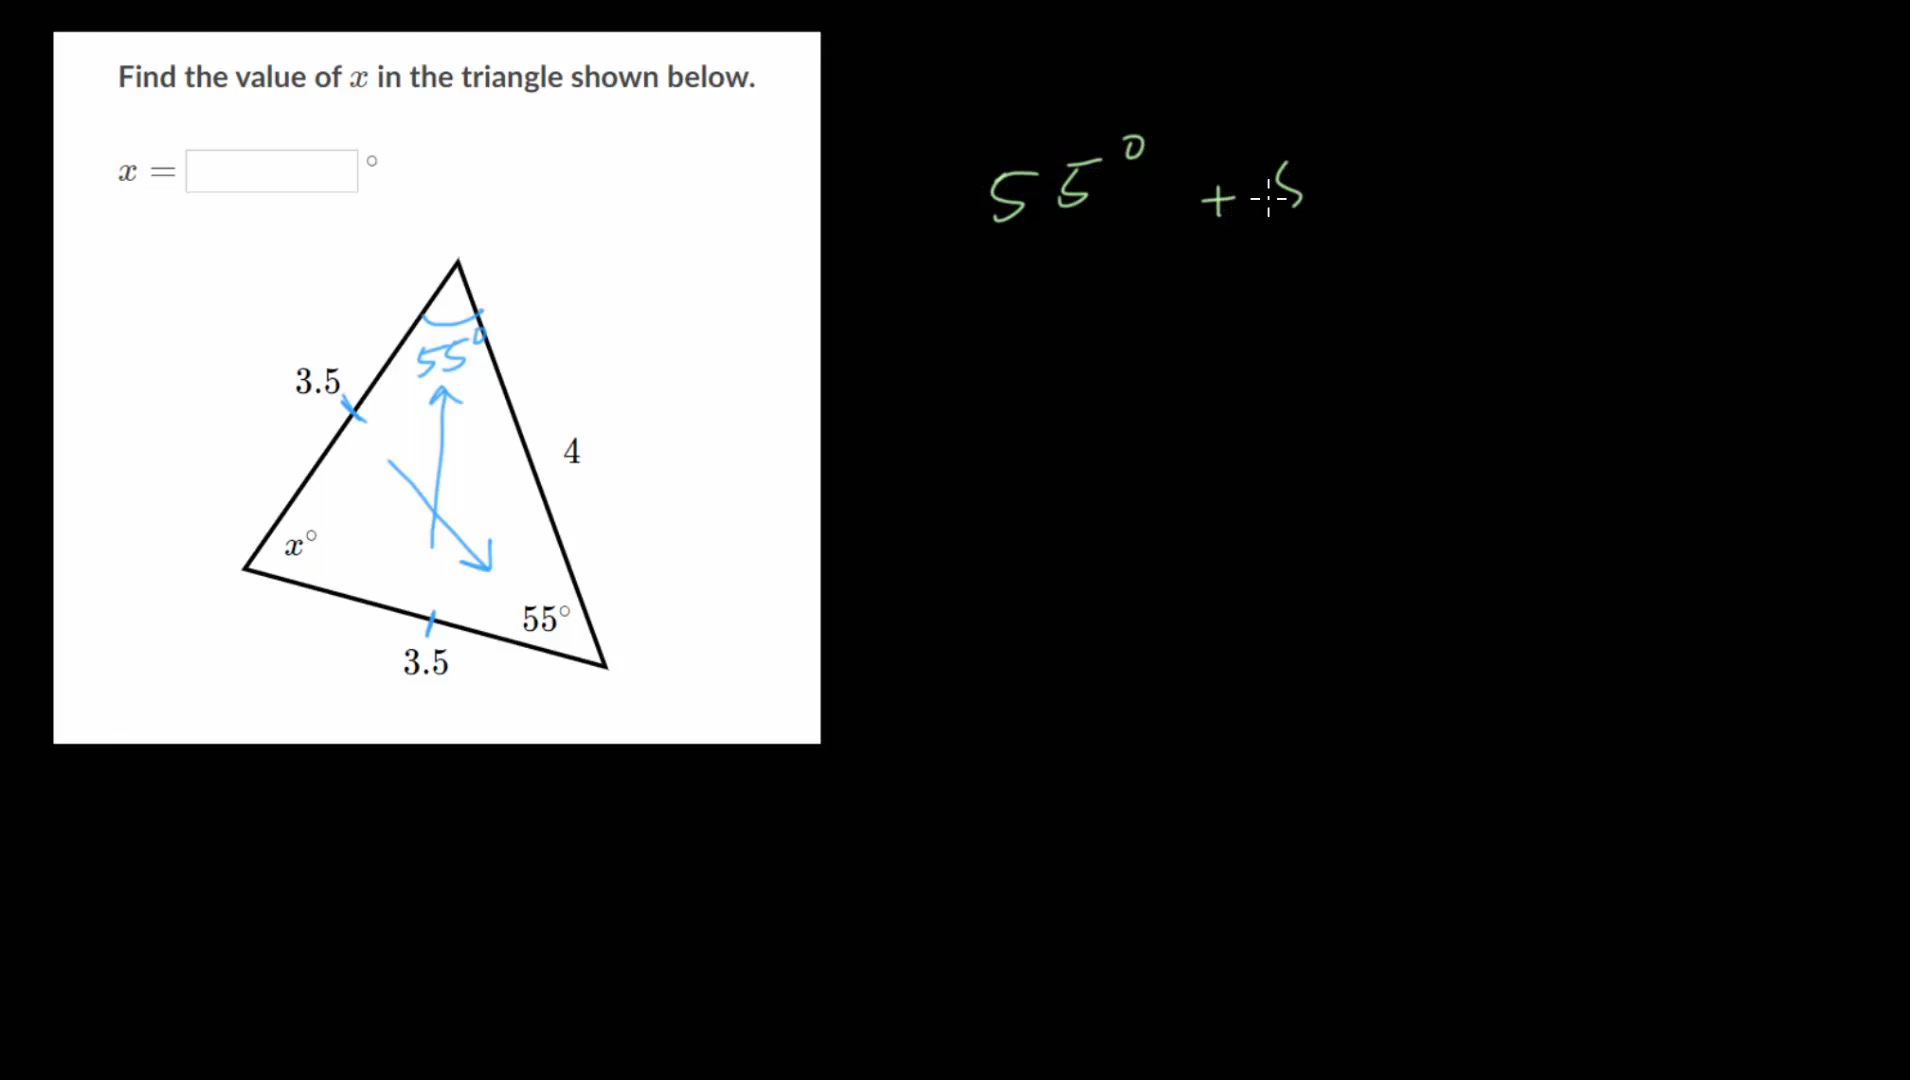 Find the value of x in the triangle shown below.
x = °
55° + 5
55°
3.5
4
x°
55°
3.5